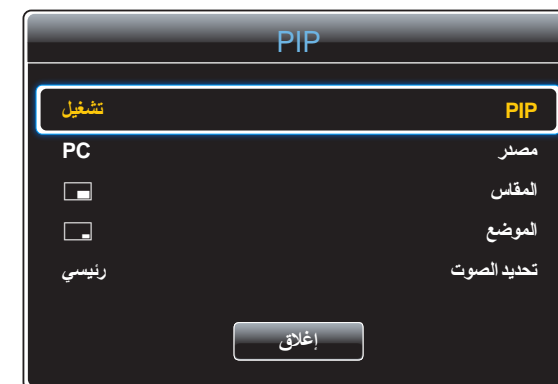 PIP
PIP تشغيل
مصدر PC
المقاس
الموضع
تحديد الصوت رئيسي
إغلاق